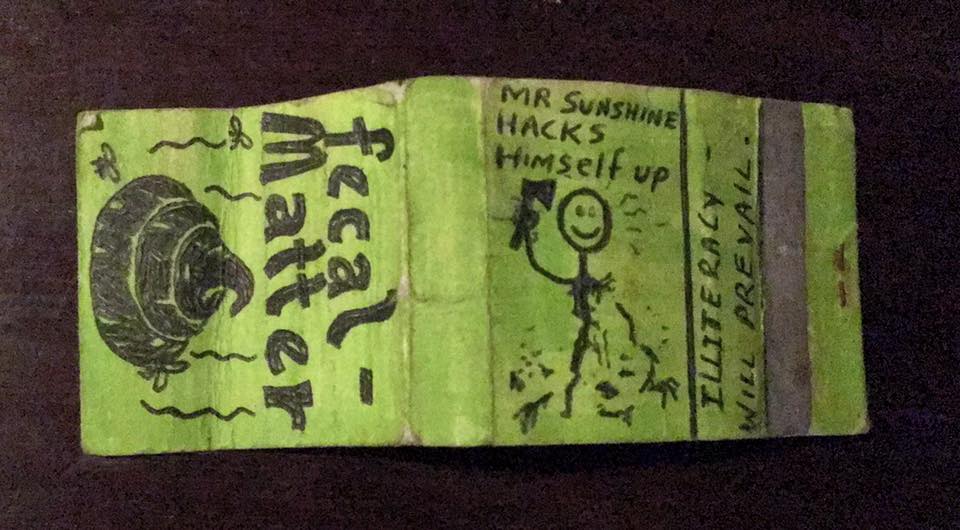 fecal -
Matter
MR SUNSHINE
HACKS
HimSelf up
ILLITERACY -
WILL PREVAIL.